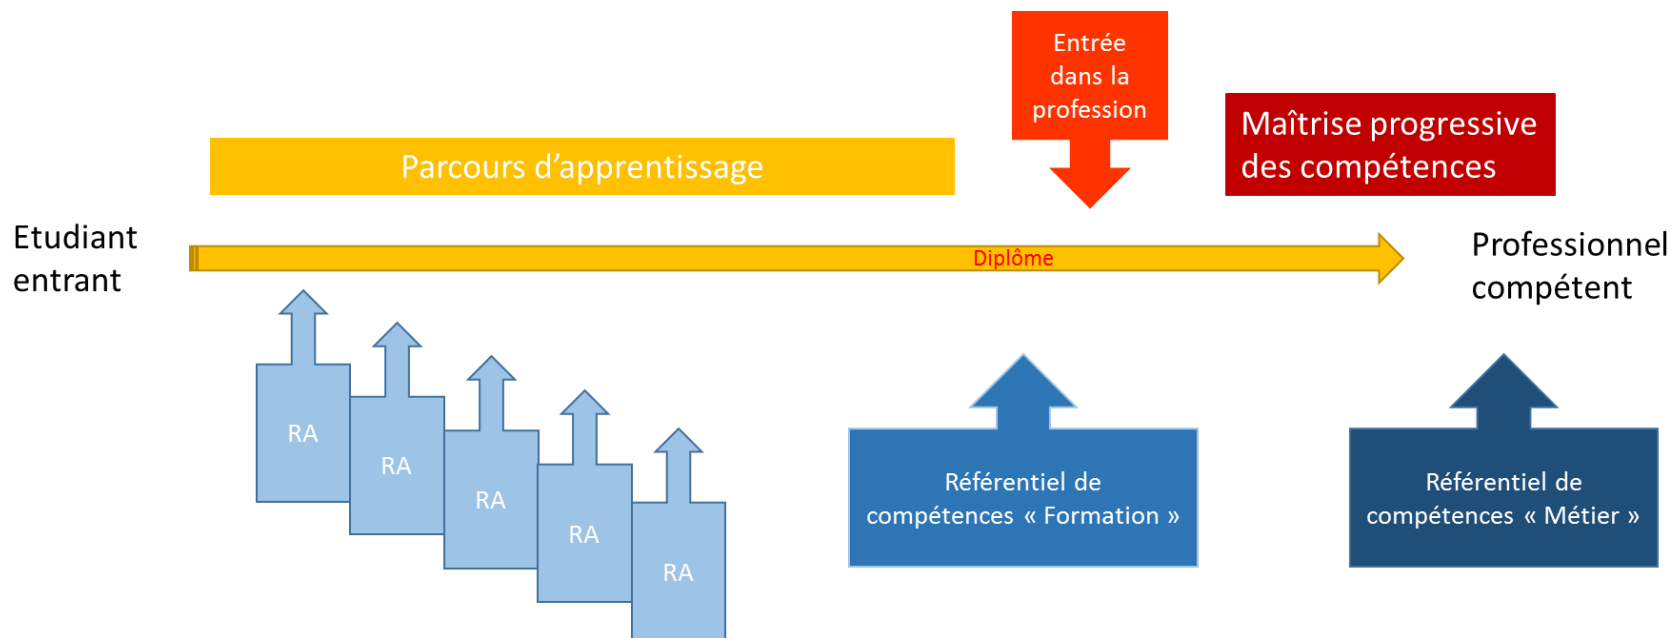 Entrée
dans la
profession
Maîtrise progressive
des compétences
Parcours d’apprentissage
Etudiant
entrant
Diplôme
Professionnel
compétent
RA
RA
RA
RA
RA
Référentiel de
compétences « Formation »
Référentiel de
compétences « Métier »